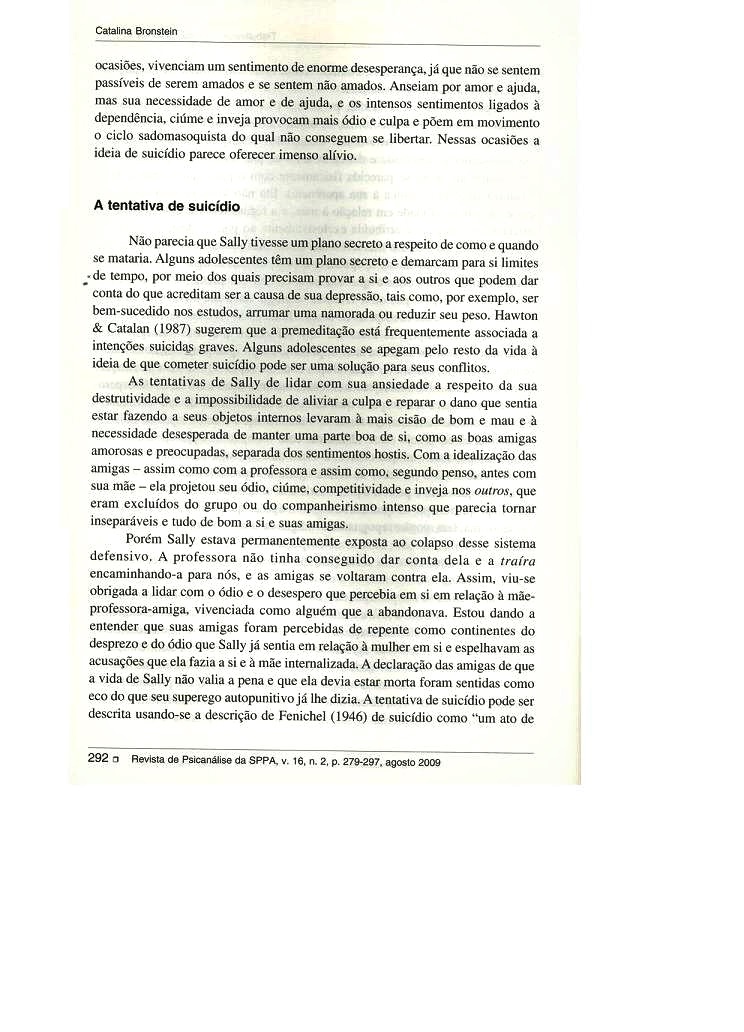 Catalina Bronstein
ocasiões, vivenciam um sentimento de enorme desesperança, já que não se sentem
passíveis de serem amados e se sentem não amados. Anseiam por amor e ajuda,
mas sua necessidade de amor e de ajuda, e os intensos sentimentos ligados à
dependência, ciúme e inveja provocam mais ódio e culpa e põem em movimento
o ciclo sadomasoquista do qual não conseguem se libertar. Nessas ocasiões a
ideia de suicídio parece oferecer imenso alívio.
A tentativa de suicídio
Não parecia que Sally tivesse um plano secreto a respeito de como e quando
se mataria. Alguns adolescentes têm um plano secreto e demarcam para si limites
de tempo, por meio dos quais precisam provar a si e aos outros que podem dar
conta do que acreditam ser a causa de sua depressão, tais como, por exemplo, ser
bem-sucedido nos estudos, arrumar uma namorada ou reduzir seu peso. Hawton
& Catalan (1987) sugerem que a premeditação está frequentemente associada a
intenções suicidas graves. Alguns adolescentes se apegam pelo resto da vida à
ideia de que cometer suicídio pode ser uma solução para seus conflitos.
As tentativas de Sally de lidar com sua ansiedade a respeito da sua
destrutividade e a impossibilidade de aliviar a culpa e reparar o dano que sentia
estar fazendo a seus objetos internos levaram à mais cisão de bom e mau e à
necessidade desesperada de manter uma parte boa de si, como as boas amigas
amorosas e preocupadas, separada dos sentimentos hostis. Com a idealização das
amigas – assim como com a professora e assim como, segundo penso, antes com
sua mãe – ela projetou seu ódio, ciúme, competitividade e inveja nos outros, que
eram excluídos do grupo ou do companheirismo intenso que parecia tornar
inseparáveis e tudo de bom a si e suas amigas.
Porém Sally estava permanentemente exposta ao colapso desse sistema
defensivo. A professora não tinha conseguido dar conta dela e a traíra
encaminhando-a para nós, e as amigas se voltaram contra ela. Assim, viu-se
obrigada a lidar com o ódio e o desespero que percebia em si em relação à mãe-
professora-amiga, vivenciada como alguém que a abandonava. Estou dando a
entender que suas amigas foram percebidas de repente como continentes do
desprezo e do ódio que Sally já sentia em relação à mulher em si e espelhavam as
acusações que ela fazia a si e à mãe internalizada. A declaração das amigas de que
a vida de Sally não valia a pena e que ela devia estar morta foram sentidas como
eco do que seu superego autopunitivo já lhe dizia. A tentativa de suicídio pode ser
descrita usando-se a descrição de Fenichel (1946) de suicídio como “um ato de
292 ❒ Revista de Psicanálise da SPPA, v. 16, n. 2, p. 279-297, agosto 2009